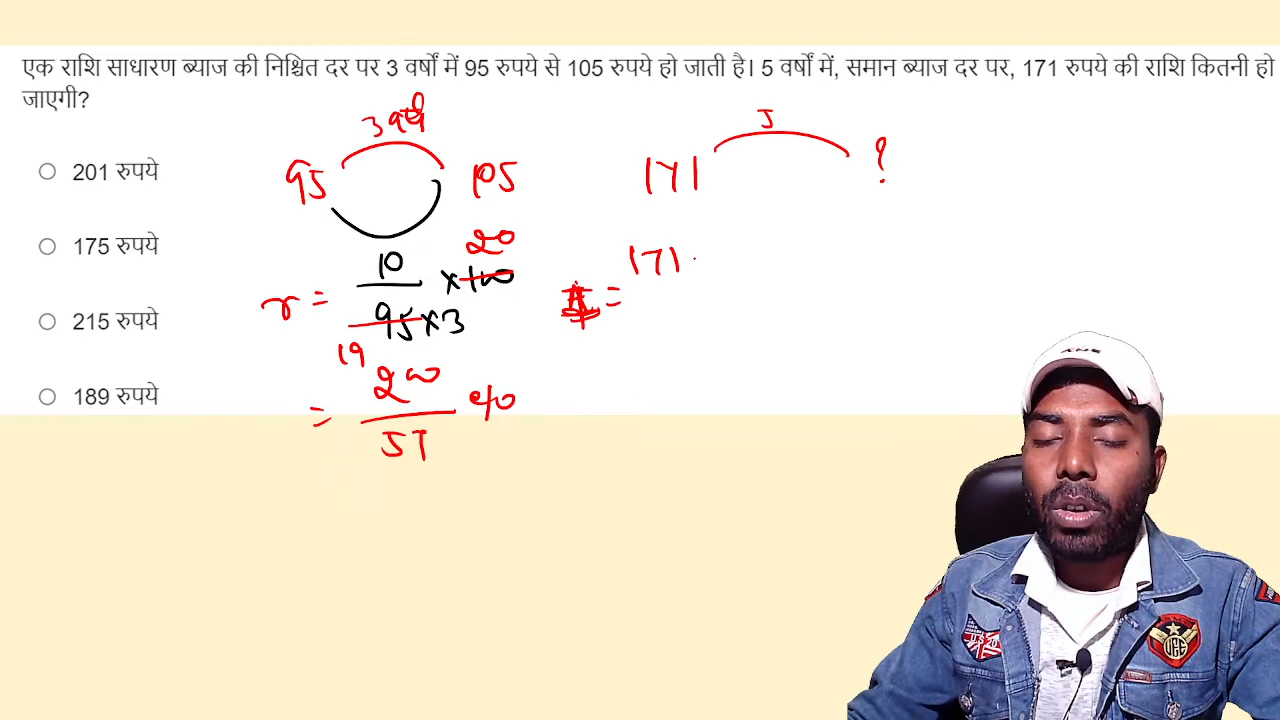 एक राशि साधारण ब्याज की निश्चित दर पर 3 वर्षों में 95 रुपये से 105 रुपये हो जाती है। 5 वर्षों में, समान ब्याज दर पर, 171 रुपये की राशि कितनी हो
जाएगी?
201 रुपये
175 रुपये
215 रुपये
189 रुपये
3 वर्ष
95 105
10
r = 95×3 ×100
20
19
= 200
57 %
5
171 ?
= 171
UEE